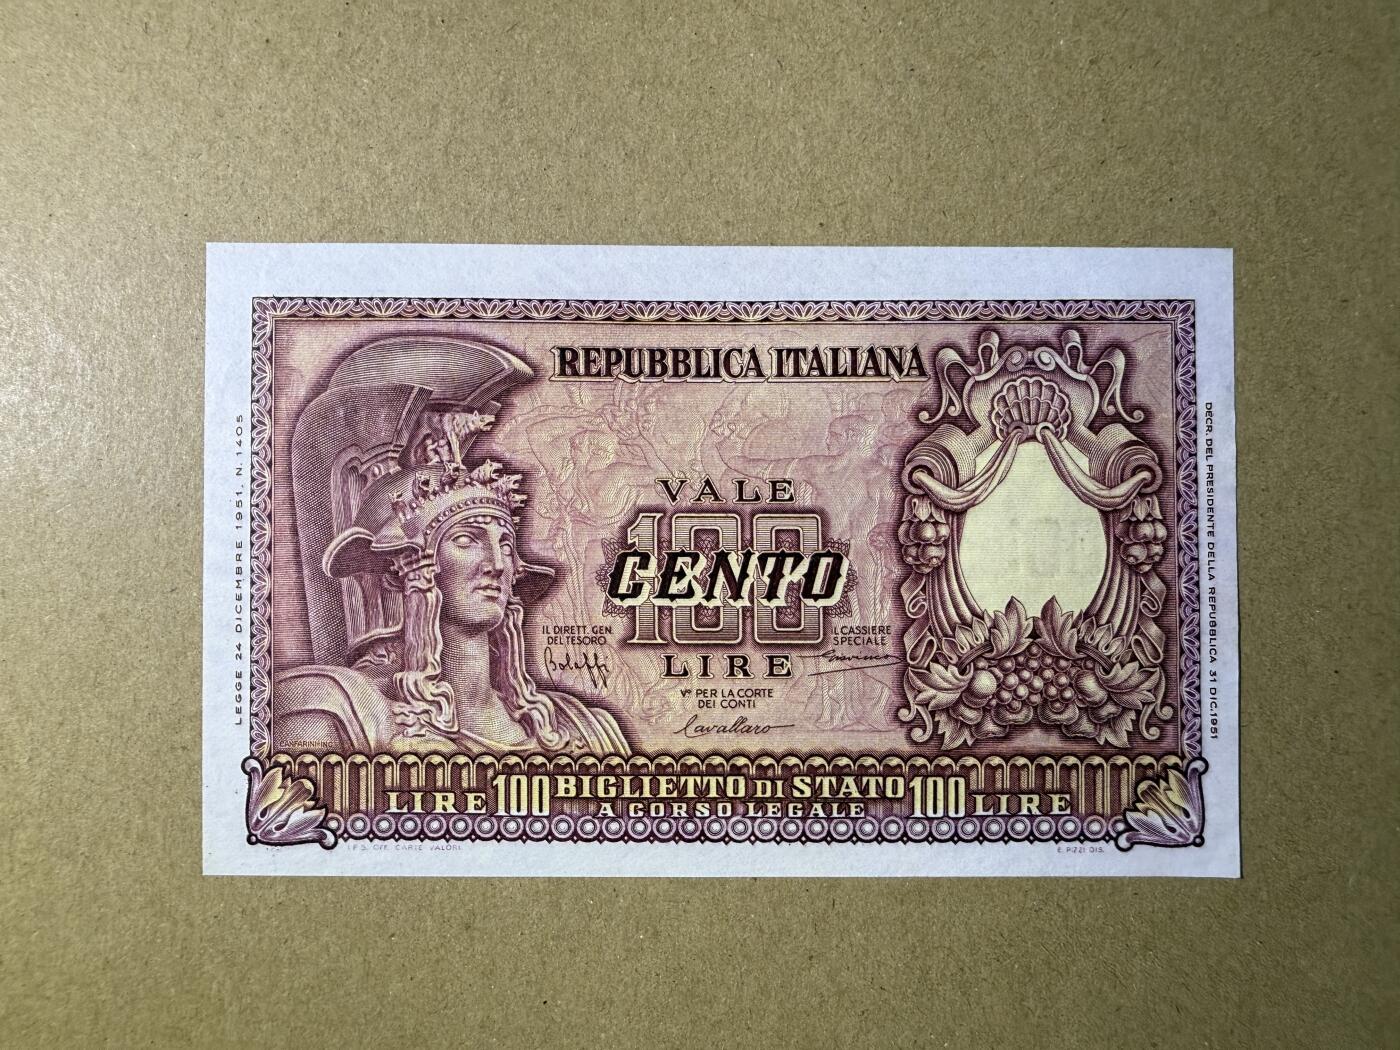 REPUBBLICA ITALIANA
LEGGE 24 DICEMBRE 1951, N. 1405
DECR. DEL PRESIDENTE DELLA REPUBBLICA 31 DIC. 1951
VALE
100
CENTO
LIRE
IL DIRETT. GEN.
DEL TESORO
Bolaffi
IL CASSIERE
SPECIALE
Giovinco
Vº PER LA CORTE
DEI CONTI
Cavallaro
LIRE 100 BIGLIETTO DI STATO 100 LIRE
A CORSO LEGALE
I.P.S. OFF. CARTE VALORI
E. PIZZI DIS.